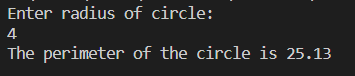 Enter radius of circle:
4
The perimeter of the circle is 25.13